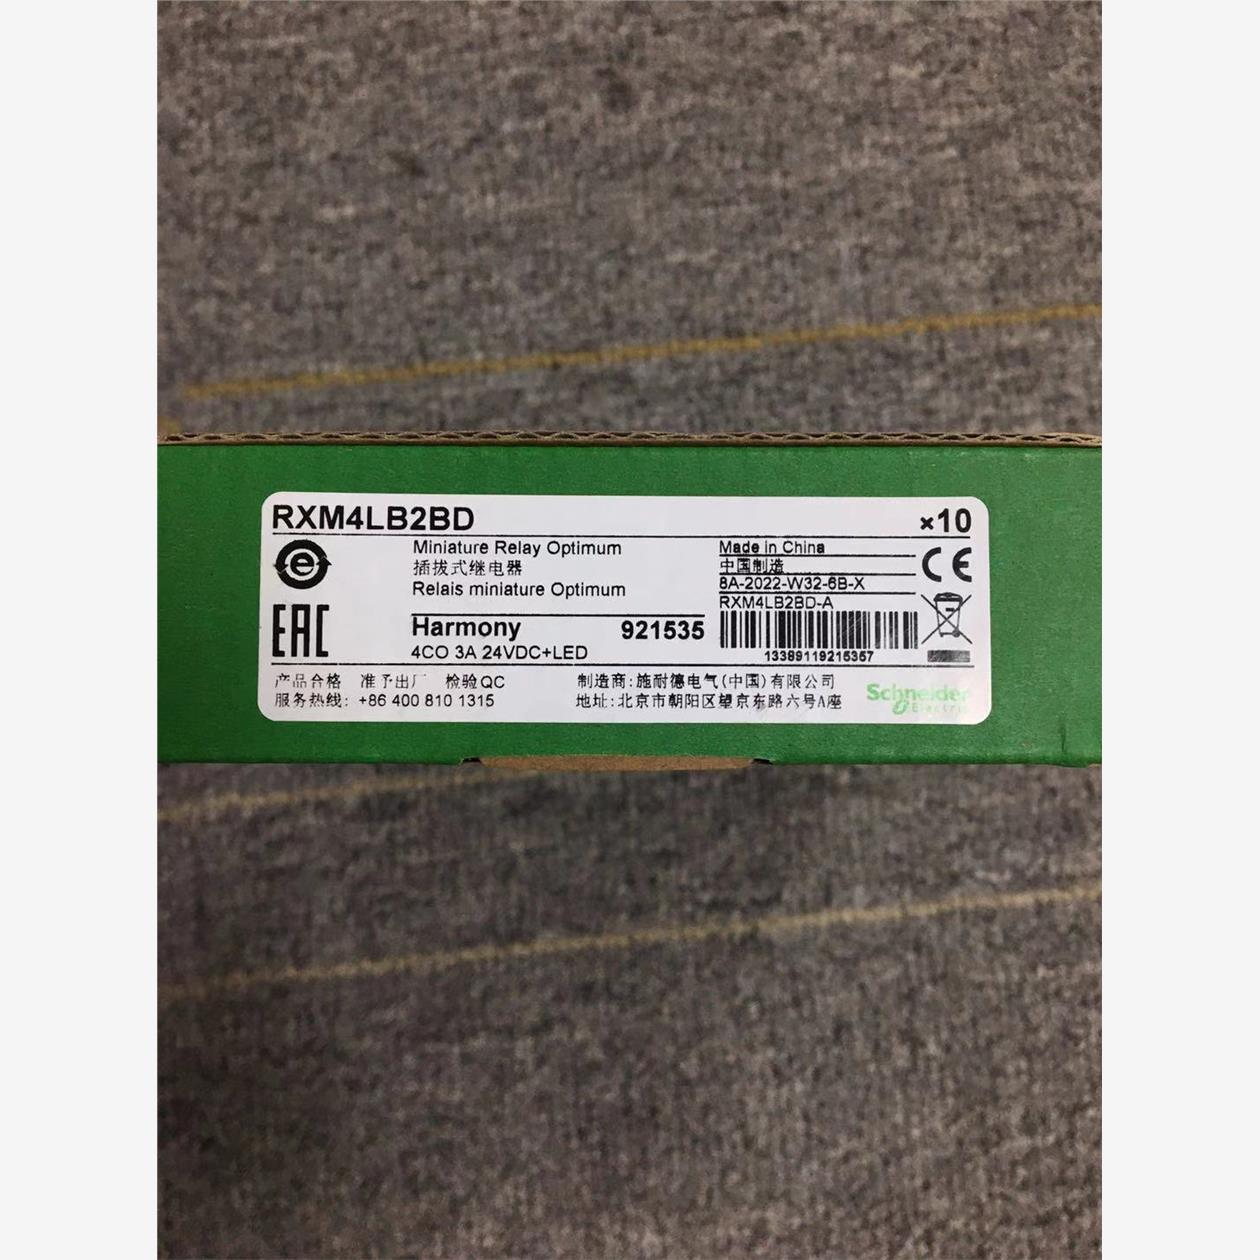 RXM4LB2BD
×10
Miniature Relay Optimum
插拔式继电器
Relais miniature Optimum
Made in China
中国制造
8A-2022-W32-6B-X
RXM4LB2BD-A
CE
e
EAC
Harmony
921535
4CO 3A 24VDC+LED
13389119215357
产品合格 准予出厂 检验QC
服务热线: +86 400 810 1315
制造商:施耐德电气(中国)有限公司
地址:北京市朝阳区望京东路六号A座
Schneider
Electric